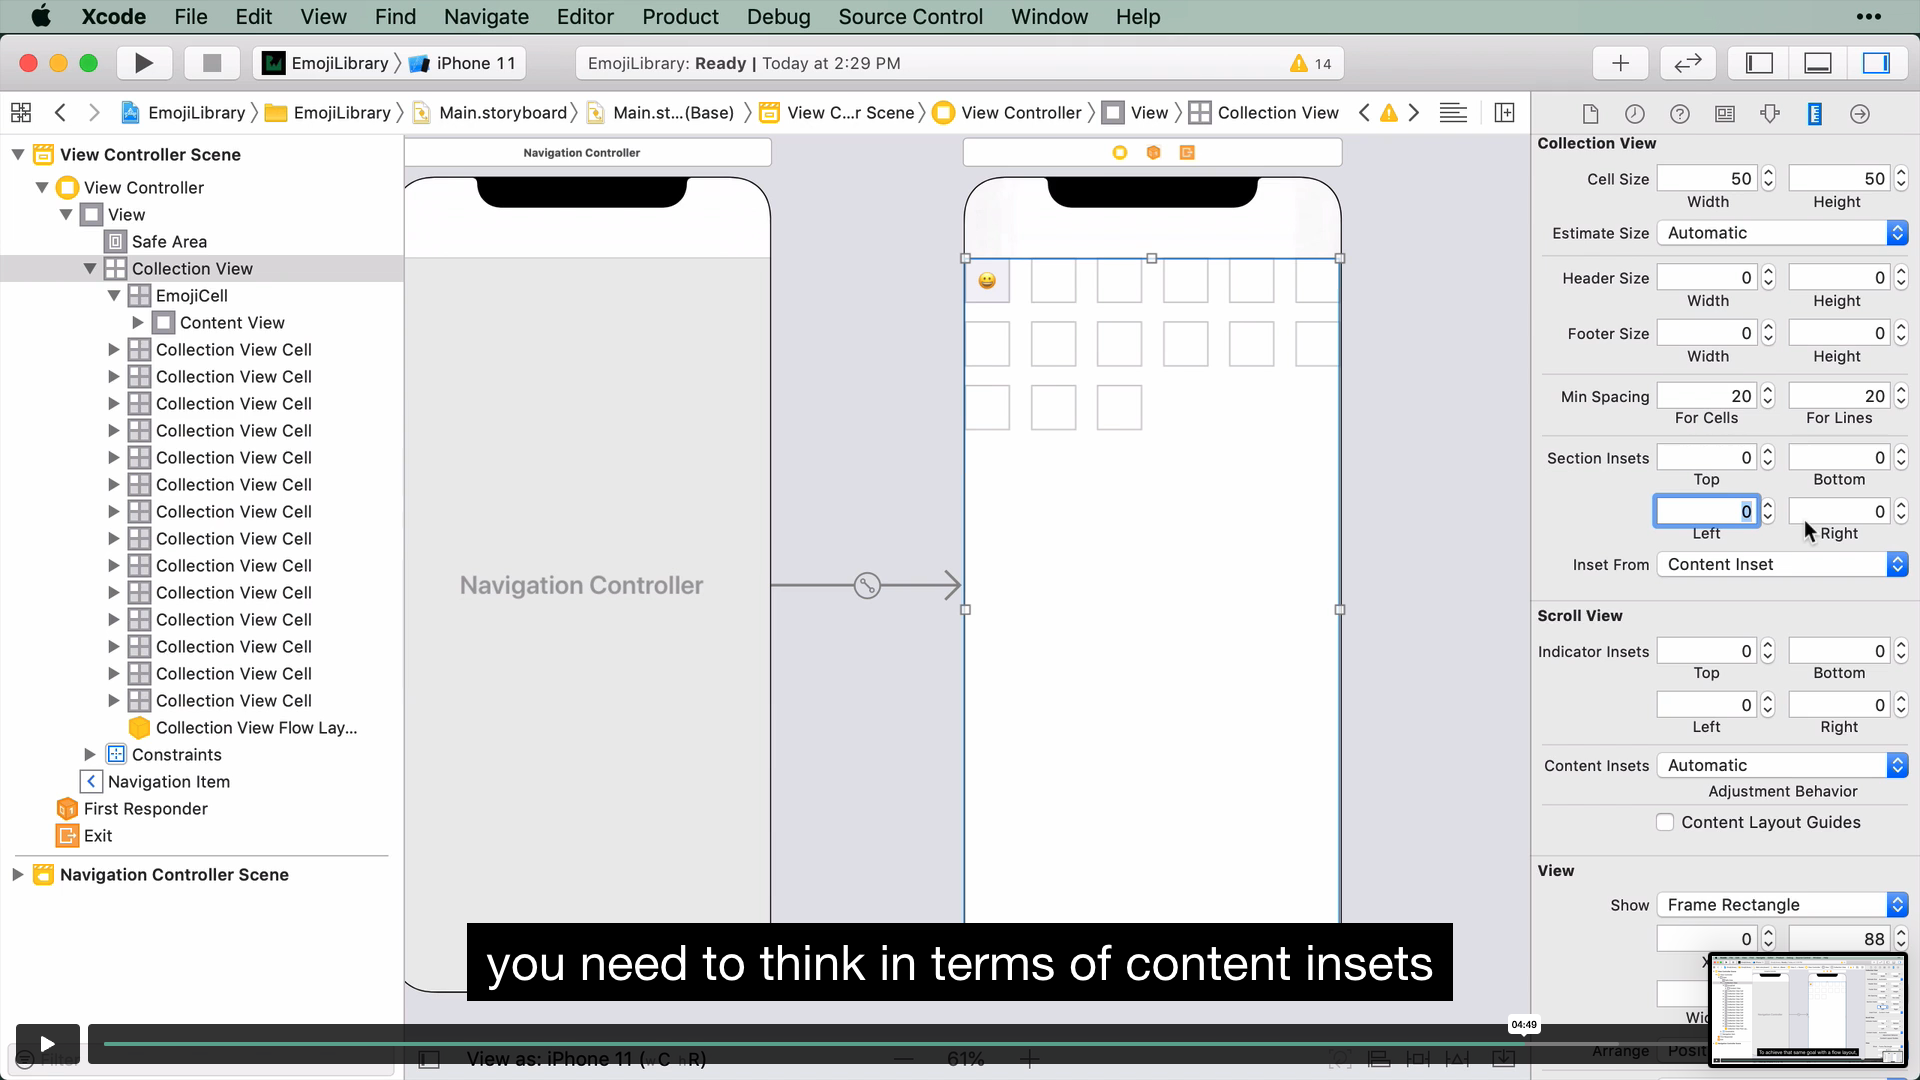 Xcode File Edit View Find Navigate Editor Product Debug Source Control Window Help
EmojiLibrary iPhone 11
EmojiLibrary: Ready | Today at 2:29 PM
14
EmojiLibrary EmojiLibrary Main.storyboard Main.st...(Base) View C...r Scene View Controller View Collection View
View Controller Scene
View Controller
View
Safe Area
Collection View
EmojiCell
Content View
Collection View Cell
Collection View Cell
Collection View Cell
Collection View Cell
Collection View Cell
Collection View Cell
Collection View Cell
Collection View Cell
Collection View Cell
Collection View Cell
Collection View Cell
Collection View Cell
Collection View Cell
Collection View Cell
Collection View Flow Lay...
Constraints
Navigation Item
First Responder
Exit
Navigation Controller Scene
Filter
Navigation Controller
Navigation Controller
Collection View
Cell Size 50 50
Width Height
Estimate Size Automatic
Header Size 0 0
Width Height
Footer Size 0 0
Width Height
Min Spacing 20 20
For Cells For Lines
Section Insets 0 0
Top Bottom
0 0
Left Right
Inset From Content Inset
Scroll View
Indicator Insets 0 0
Top Bottom
0 0
Left Right
Content Insets Automatic
Adjustment Behavior
Content Layout Guides
View
Show Frame Rectangle
0 88
you need to think in terms of content insets
04:49
View as: iPhone 11 (wC hR)
61%
Arrange
To achieve that same goal with a flow layout,